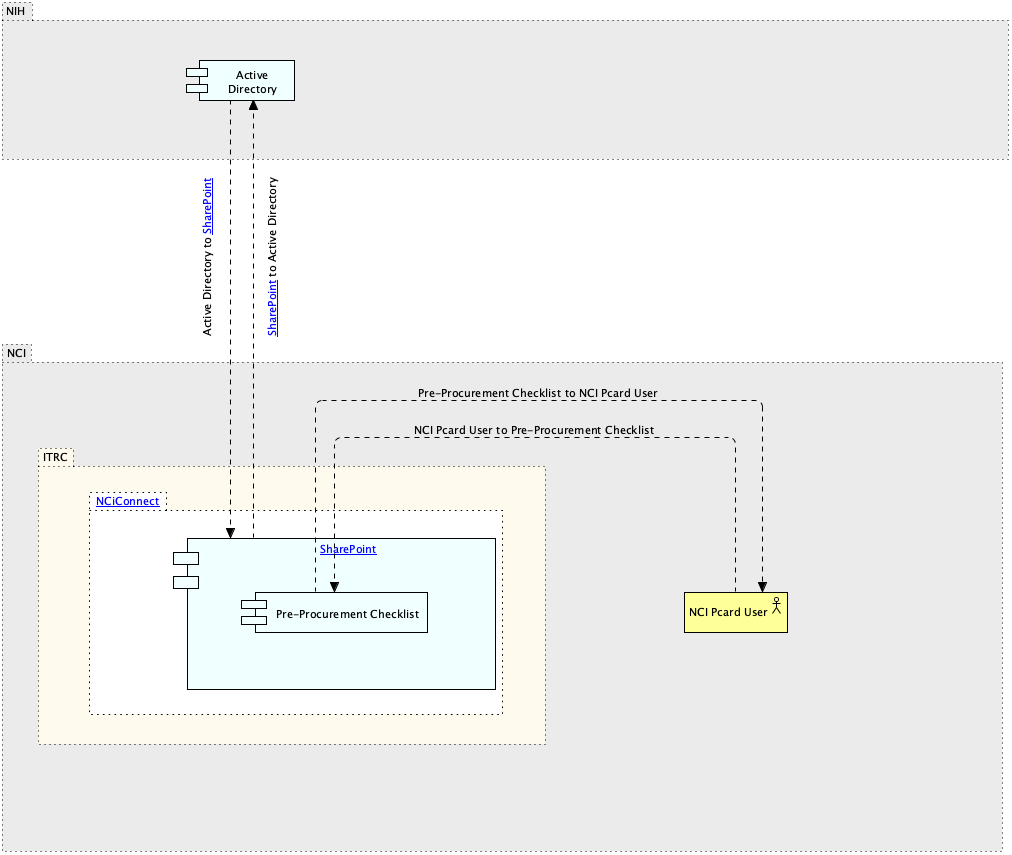 NIH
Active
Directory
Active Directory to SharePoint
SharePoint to Active Directory
NCI
Pre-Procurement Checklist to NCI Pcard User
NCI Pcard User to Pre-Procurement Checklist
ITRC
NCiConnect
SharePoint
Pre-Procurement Checklist
NCI Pcard User